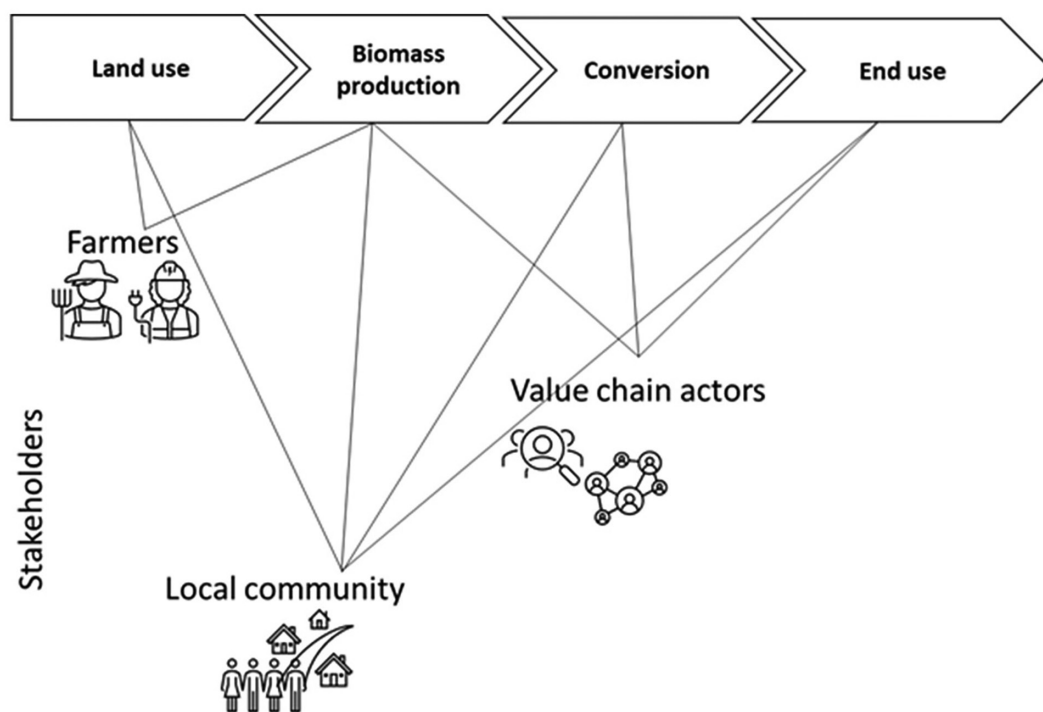 Land use
Biomass
production
Conversion
End use
Farmers
Value chain actors
Stakeholders
Local community